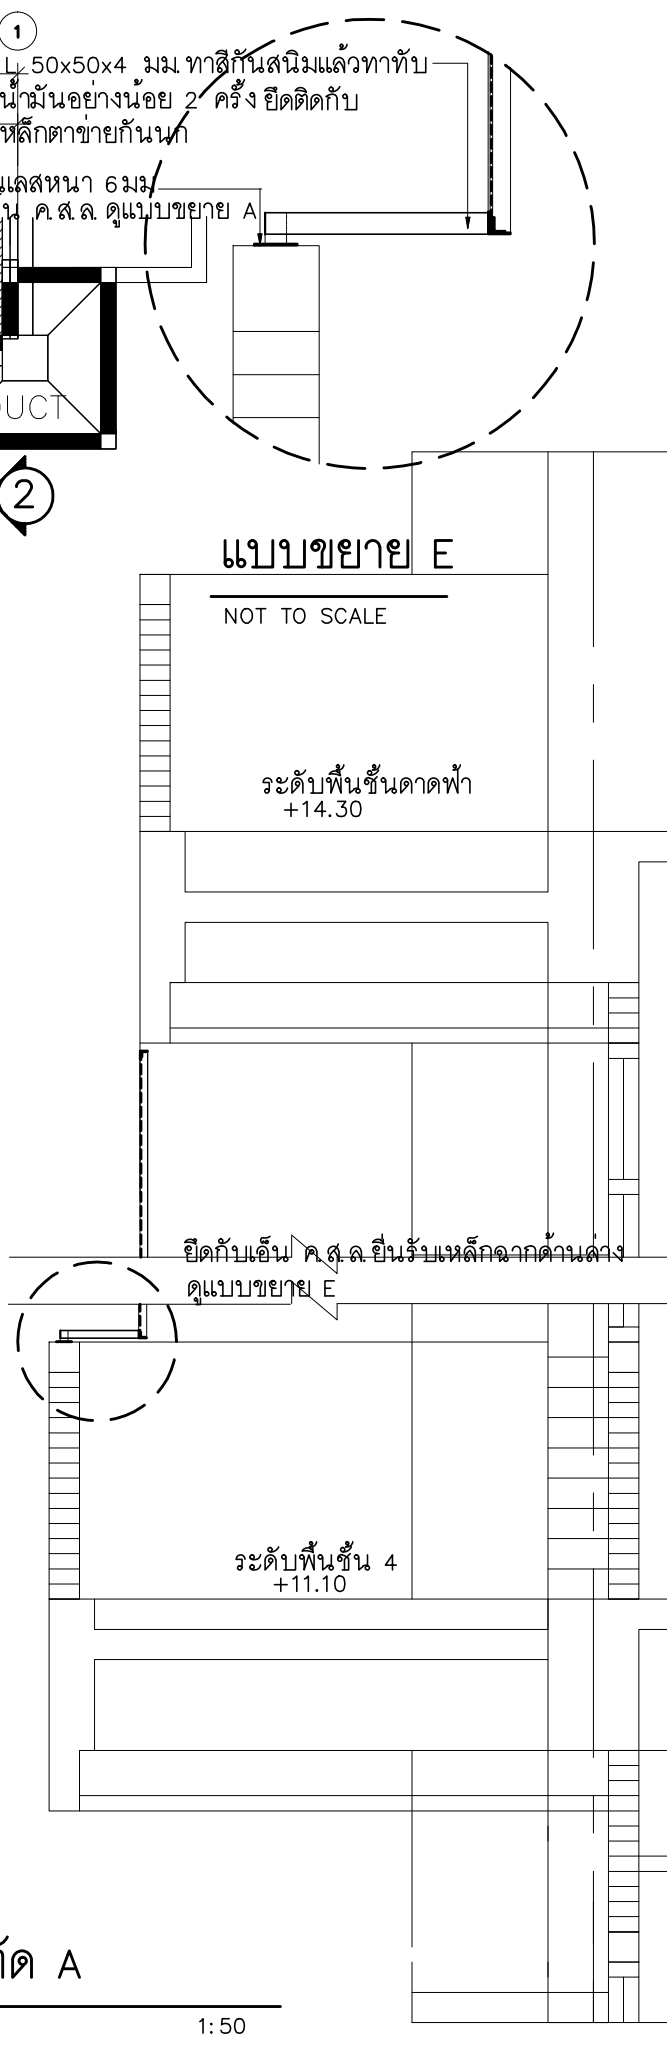 1
L 50x50x4 มม. ทาสีกันสนิมแล้วทาทับ
น้ำมันอย่างน้อย 2 ครั้ง ยึดติดกับ
เหล็กตาข่ายกันนก
หนา 6 มม
ค.ส.ล. ดูแบบขยาย A
2
แบบขยาย E
NOT TO SCALE
ระดับพื้นชั้นดาดฟ้า
+14.30
ยึดกับเอ็น ค.ส.ล. ยื่นรับเหล็กฉากด้านล่าง
ดูแบบขยาย E
ระดับพื้นชั้น 4
+11.10
A
1:50